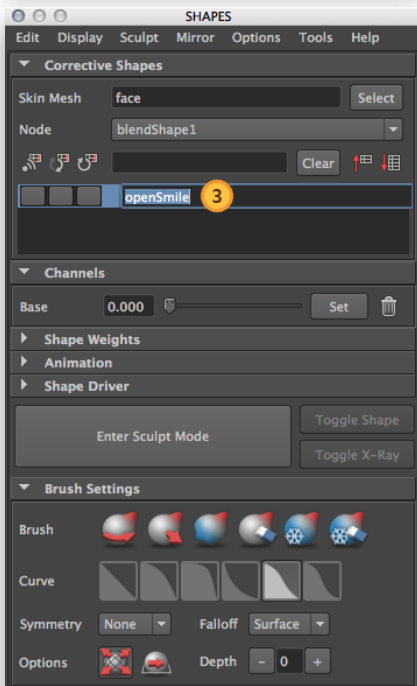 SHAPES
Edit Display Sculpt Mirror Options Tools Help
Corrective Shapes
Skin Mesh face Select
Node blendShape1
Clear
openSmile 3
Channels
Base 0.000 Set
Shape Weights
Animation
Shape Driver
Enter Sculpt Mode Toggle Shape
Toggle X-Ray
Brush Settings
Brush
Curve
Symmetry None Falloff Surface
Options Depth - 0 +